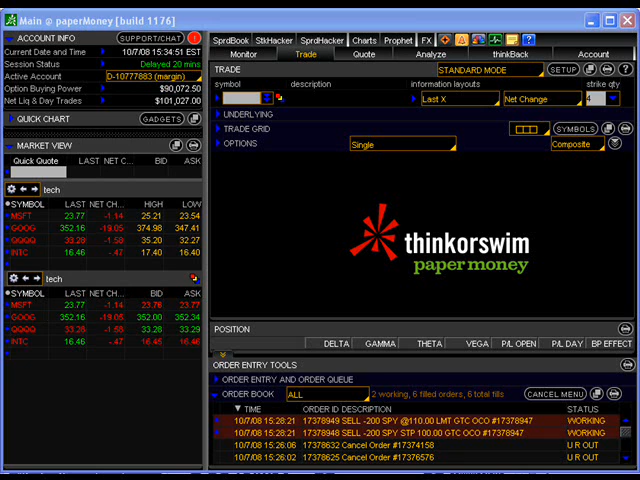 Main @ paperMoney [build 1176]
ACCOUNT INFO SUPPORT/CHAT
Current Date and Time 10/7/08 15:34:51 EST
Session Status Delayed 20 mins
Active Account D-10777883 (margin)
Option Buying Power $90,072.50
Net Liq & Day Trades $101,027.00
QUICK CHART GADGETS
MARKET VIEW
Quick Quote LAST NET C... BID ASK
tech
SYMBOL LAST NET CH... HIGH LOW
MSFT 23.77 -1.14 25.21 23.54
GOOG 352.16 -19.05 374.98 347.41
QQQQ 33.28 -1.58 35.20 32.27
INTC 16.46 -.47 17.40 16.40
tech
SYMBOL LAST NET CH... BID ASK
MSFT 23.77 -1.14 23.76 23.77
GOOG 352.16 -19.05 352.00 352.34
QQQQ 33.28 -1.58 33.28 33.29
INTC 16.46 -.47 16.45 16.46
SprdBook StkHacker SprdHacker Charts Prophet FX
Monitor Trade Quote Analyze thinkBack Account
TRADE STANDARD MODE SETUP
symbol description information layouts strike qty
Last X Net Change 4
UNDERLYING
TRADE GRID SYMBOLS
OPTIONS Single Composite
thinkorswim
paper money
POSITION
DELTA GAMMA THETA VEGA P/L OPEN P/L DAY BP EFFECT
ORDER ENTRY TOOLS
ORDER ENTRY AND ORDER QUEUE
ORDER BOOK ALL 2 working, 6 filled orders, 6 total fills CANCEL MENU
TIME ORDER ID DESCRIPTION STATUS
10/7/08 15:28:21 17378949 SELL -200 SPY @110.00 LMT GTC OCO #17378947 WORKING
10/7/08 15:28:21 17378948 SELL -200 SPY STP 100.00 GTC OCO #17378947 WORKING
10/7/08 15:26:06 17378632 Cancel Order #17374158 U R OUT
10/7/08 15:26:02 17378625 Cancel Order #17376576 U R OUT